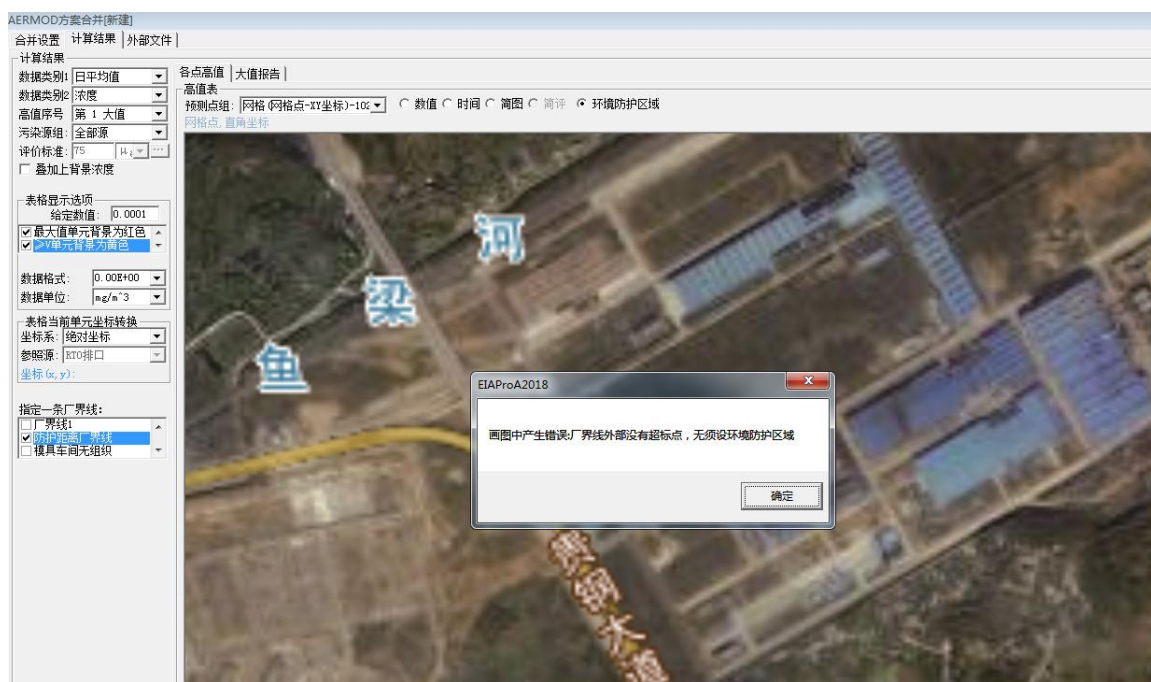 AERMOD方案合并[新建]
合并设置 计算结果 外部文件
计算结果
数据类别1 日平均值
数据类别2 浓度
高值序号 第 1 大值
污染源组: 全部源
评价标准: 75
叠加上背景浓度
表格显示选项
给定数值: 0.0001
最大值单元背景为红色
≥V单元背景为黄色
数据格式: 0.00E+00
数据单位: mg/m^3
表格当前单元坐标转换
坐标系: 绝对坐标
参照源: RTO排口
坐标(x, y):
指定一条厂界线:
厂界线1
防护距离厂界线
模具车间无组织
各点高值 大值报告
高值表
预测点组: 网格(网格点-XY坐标)-102 数值 时间 简图 简评 环境防护区域
网格点,直角坐标
河
梁
鱼
EIAProA2018
画图中产生错误:厂界线外部没有超标点，无须设环境防护区域
确定